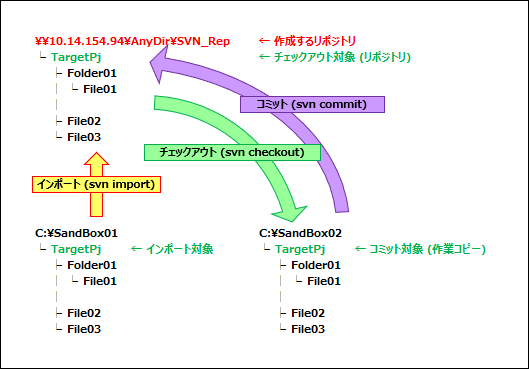 ¥¥10.14.154.94¥AnyDir¥SVN_Rep ← 作成するリポジトリ
└ TargetPj ← チェックアウト対象 (リポジトリ)
├ Folder01
│ └ File01
│
├ File02
└ File03
コミット (svn commit)
チェックアウト (svn checkout)
インポート (svn import)
C:¥SandBox01
└ TargetPj ← インポート対象
├ Folder01
│ └ File01
│
├ File02
└ File03
C:¥SandBox02
└ TargetPj ← コミット対象 (作業コピー)
├ Folder01
│ └ File01
│
├ File02
└ File03